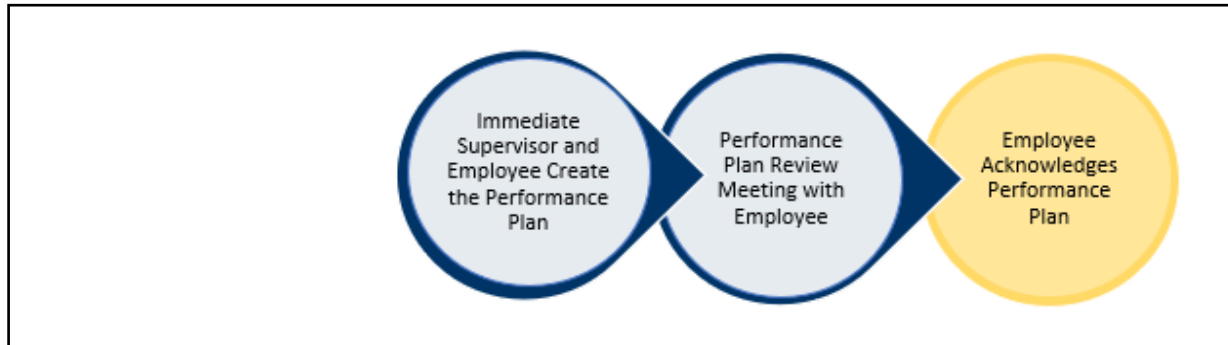 Immediate
Supervisor and
Employee Create
the Performance
Plan
Performance
Plan Review
Meeting with
Employee
Employee
Acknowledges
Performance
Plan